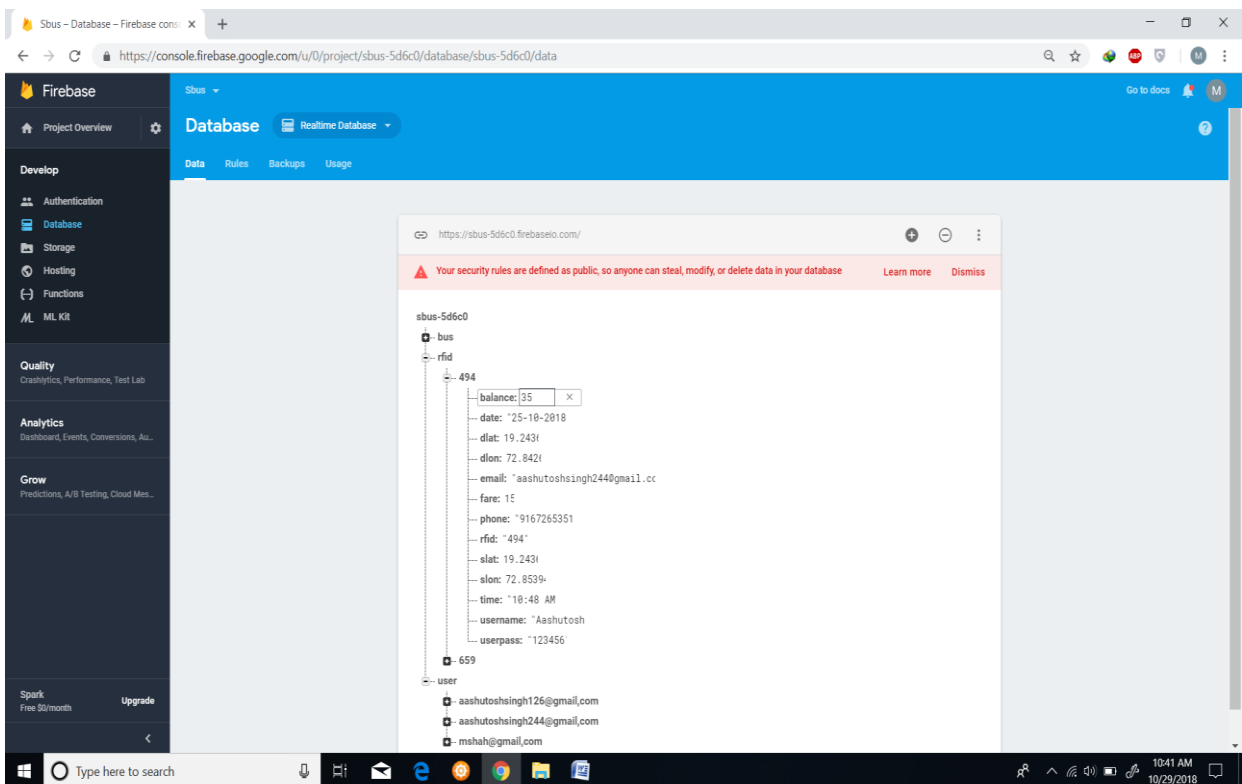 Sbus – Database – Firebase cons
https://console.firebase.google.com/u/0/project/sbus-5d6c0/database/sbus-5d6c0/data
ABP
M
Firebase
Sbus
Go to docs
M
Project Overview
Database
Realtime Database
Develop
Data Rules Backups Usage
Authentication
Database
Storage
Hosting
Functions
ML Kit
Quality
Crashlytics, Performance, Test Lab
Analytics
Dashboard, Events, Conversions, Au...
Grow
Predictions, A/B Testing, Cloud Mes...
Spark
Free $0/month
Upgrade
https://sbus-5d6c0.firebaseio.com/
Your security rules are defined as public, so anyone can steal, modify, or delete data in your database
Learn more Dismiss
sbus-5d6c0
bus
rfid
494
balance: 35
date: "25-10-2018
dlat: 19.243
dlon: 72.842
email: "aashutoshsingh244@gmail.cc
fare: 15
phone: "9167265351
rfid: "494"
slat: 19.243
slon: 72.8539
time: "10:48 AM
username: "Aashutosh
userpass: "123456
659
user
aashutoshsingh126@gmail,com
aashutoshsingh244@gmail,com
mshah@gmail,com
Type here to search
10:41 AM
10/29/2018